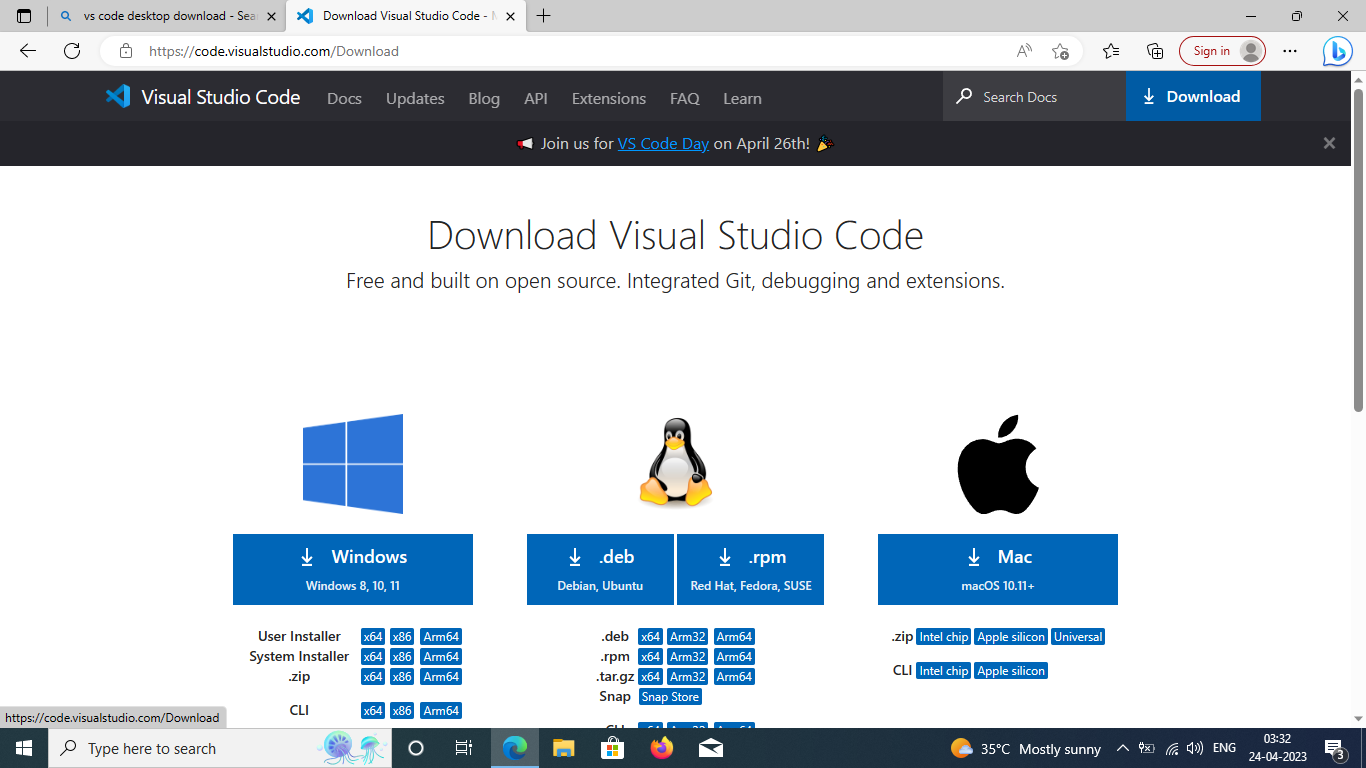 vs code desktop download - Sea
Download Visual Studio Code -
https://code.visualstudio.com/Download
Sign in
Visual Studio Code
Docs
Updates
Blog
API
Extensions
FAQ
Learn
Search Docs
Download
Join us for VS Code Day on April 26th!
Download Visual Studio Code
Free and built on open source. Integrated Git, debugging and extensions.
Windows
Windows 8, 10, 11
.deb
Debian, Ubuntu
.rpm
Red Hat, Fedora, SUSE
Mac
macOS 10.11+
User Installer x64 x86 Arm64
System Installer x64 x86 Arm64
.zip x64 x86 Arm64
CLI x64 x86 Arm64
.deb x64 Arm32 Arm64
.rpm x64 Arm32 Arm64
.tar.gz x64 Arm32 Arm64
Snap Snap Store
.zip Intel chip Apple silicon Universal
CLI Intel chip Apple silicon
https://code.visualstudio.com/Download
Type here to search
35°C Mostly sunny
ENG
03:32
24-04-2023
3